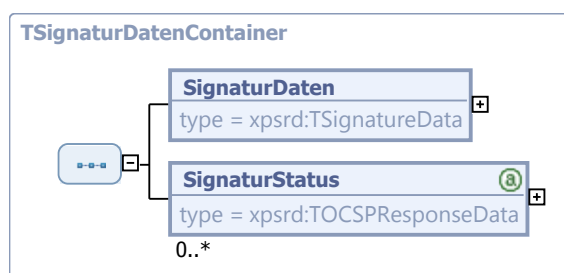 TSignaturDatenContainer
SignaturDaten
type = xpsrd:TSignatureData
SignaturStatus
a
type = xpsrd:TOCSPResponseData
0..*